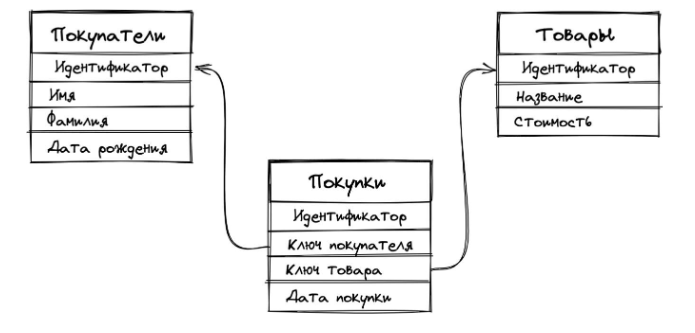 Покупатели
Идентификатор
Имя
Фамилия
Дата рождения
Товары
Идентификатор
Название
Стоимость
Покупки
Идентификатор
Ключ покупателя
Ключ товара
Дата покупки